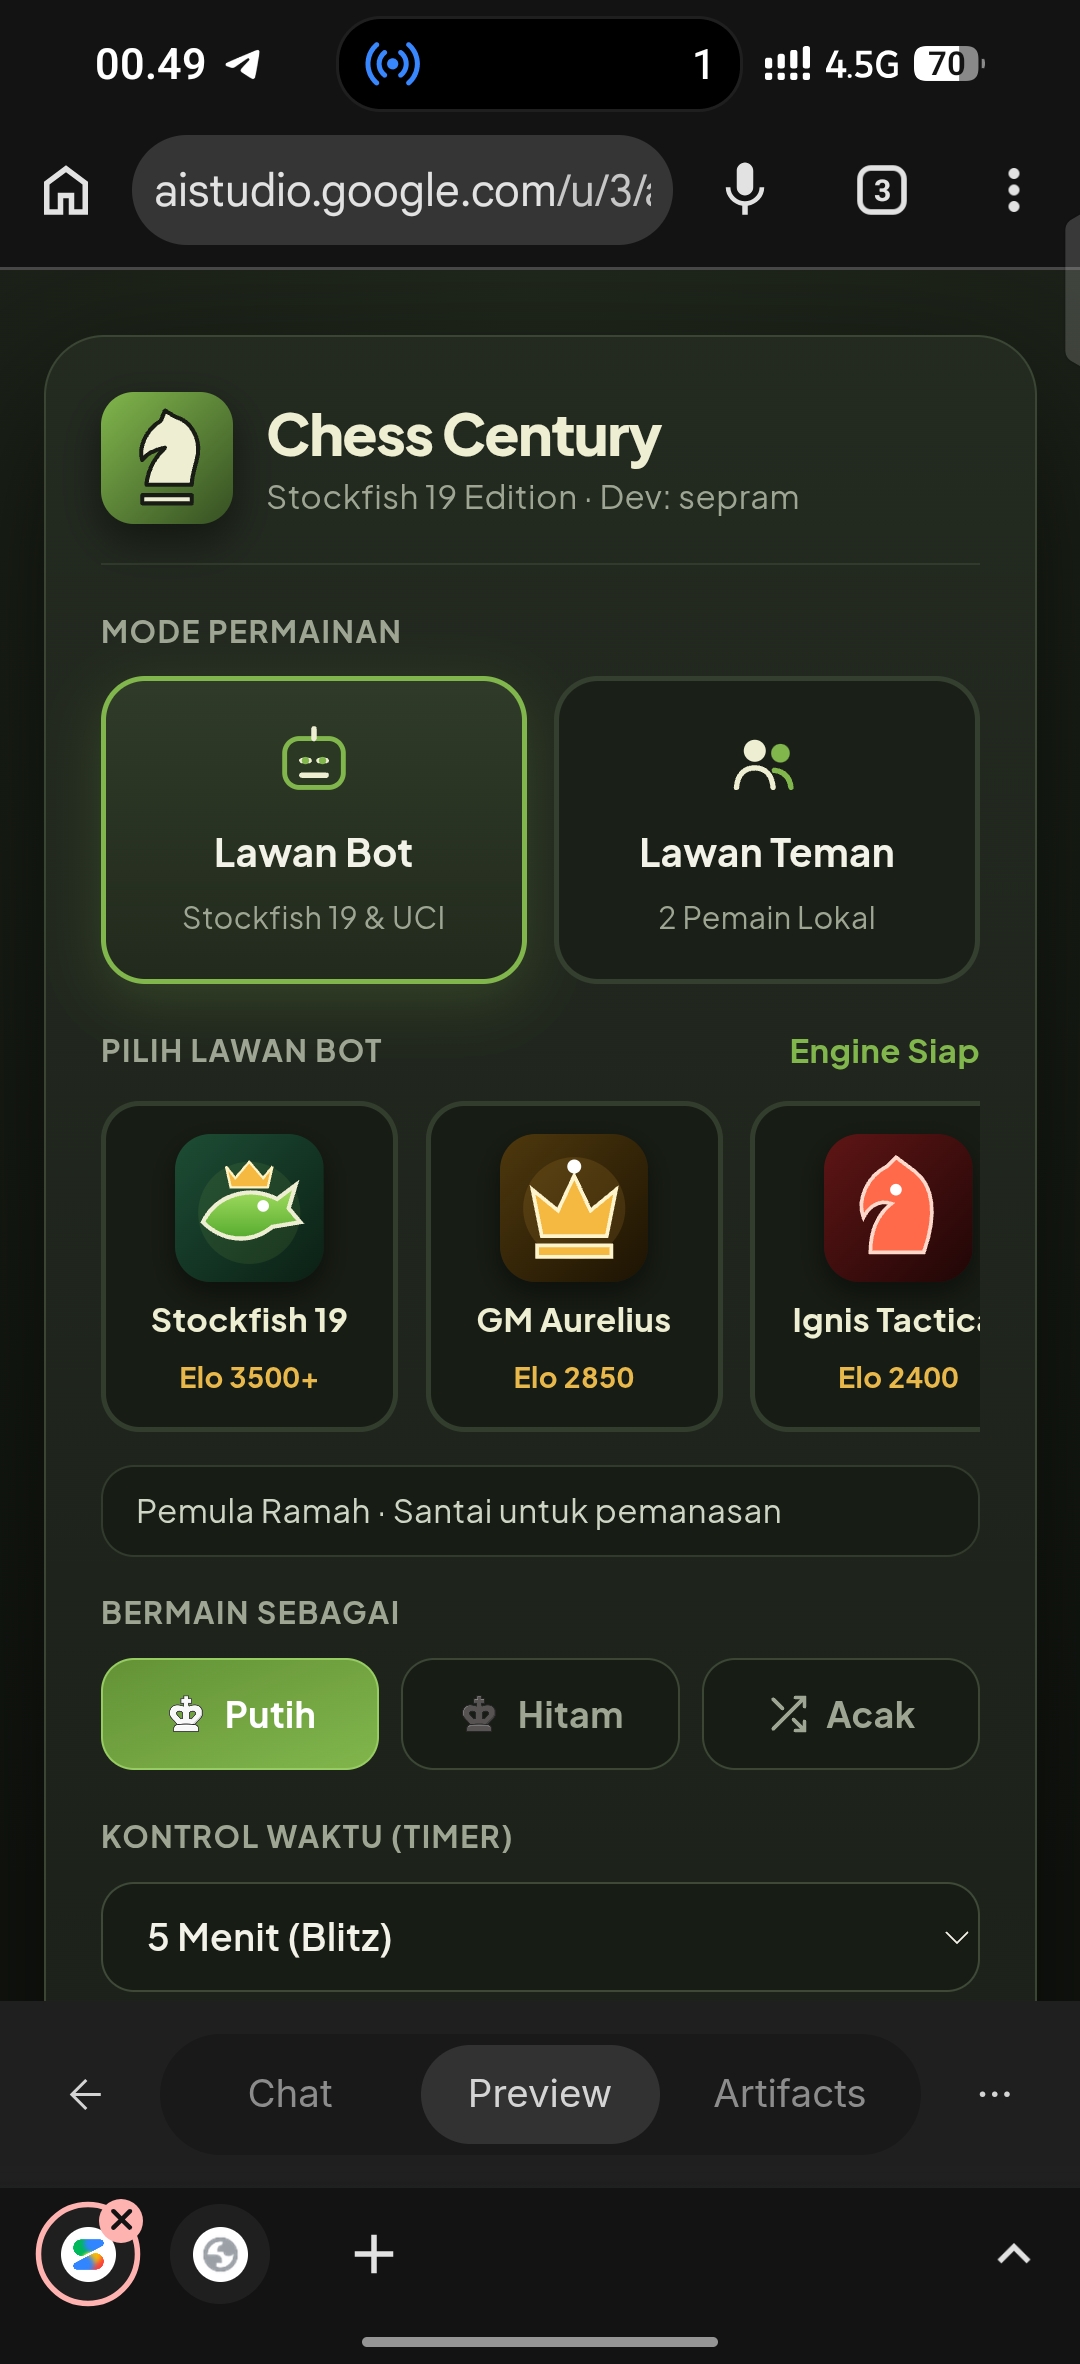 00.49
1
4.5G
70
aistudio.google.com/u/3/
3
Chess Century
Stockfish 19 Edition · Dev: sepram
MODE PERMAINAN
Lawan Bot
Stockfish 19 & UCI
Lawan Teman
2 Pemain Lokal
PILIH LAWAN BOT
Engine Siap
Stockfish 19
Elo 3500+
GM Aurelius
Elo 2850
Ignis Tactica
Elo 2400
Pemula Ramah · Santai untuk pemanasan
BERMAIN SEBAGAI
Putih
Hitam
Acak
KONTROL WAKTU (TIMER)
5 Menit (Blitz)
Chat
Preview
Artifacts